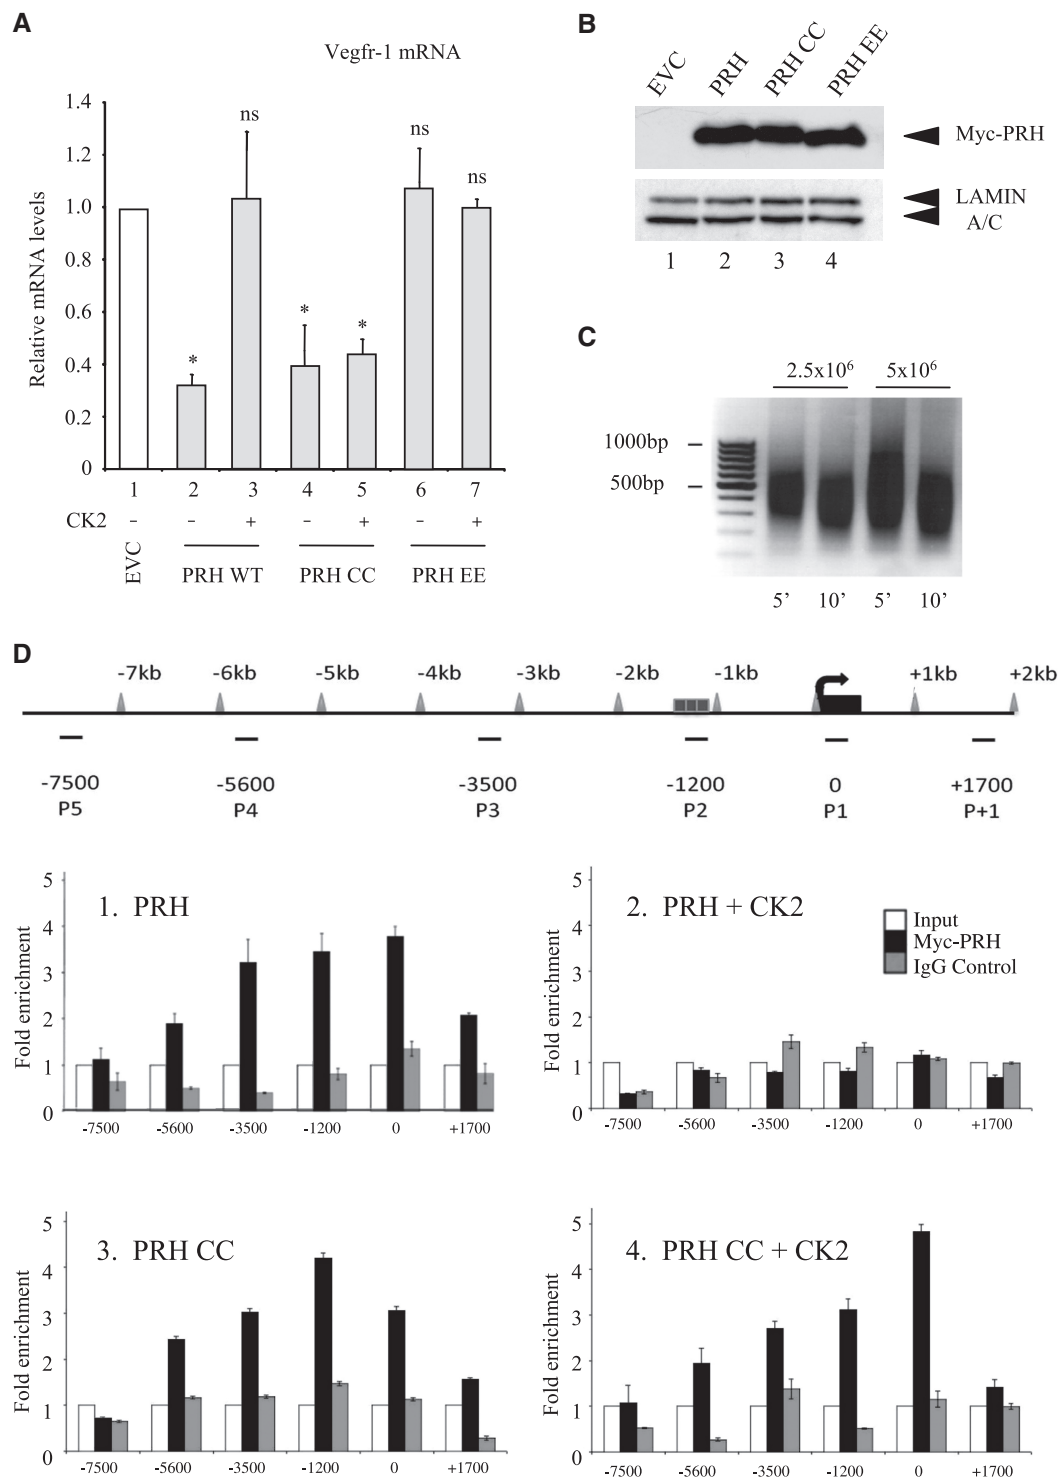 A
Vegfr-1 mRNA
Relative mRNA levels
1.4
1.2
1.0
0.8
0.6
0.4
0.2
0
* ns * * ns ns
1 2 3 4 5 6 7
CK2 - + - + - +
EVC PRH WT PRH CC PRH EE
B
EVC PRH PRH CC PRH EE
Myc-PRH
LAMIN
A/C
1 2 3 4
C
2.5x10⁶ 5x10⁶
1000bp
500bp
5' 10' 5' 10'
D
-7kb -6kb -5kb -4kb -3kb -2kb -1kb +1kb +2kb
-7500 -5600 -3500 -1200 0 +1700
P5 P4 P3 P2 P1 P+1
1. PRH
Fold enrichment
5
4
3
2
1
0
-7500 -5600 -3500 -1200 0 +1700
2. PRH + CK2
Input
Myc-PRH
IgG Control
Fold enrichment
5
4
3
2
1
0
-7500 -5600 -3500 -1200 0 +1700
3. PRH CC
Fold enrichment
5
4
3
2
1
0
-7500 -5600 -3500 -1200 0 +1700
4. PRH CC + CK2
Fold enrichment
5
4
3
2
1
0
-7500 -5600 -3500 -1200 0 +1700